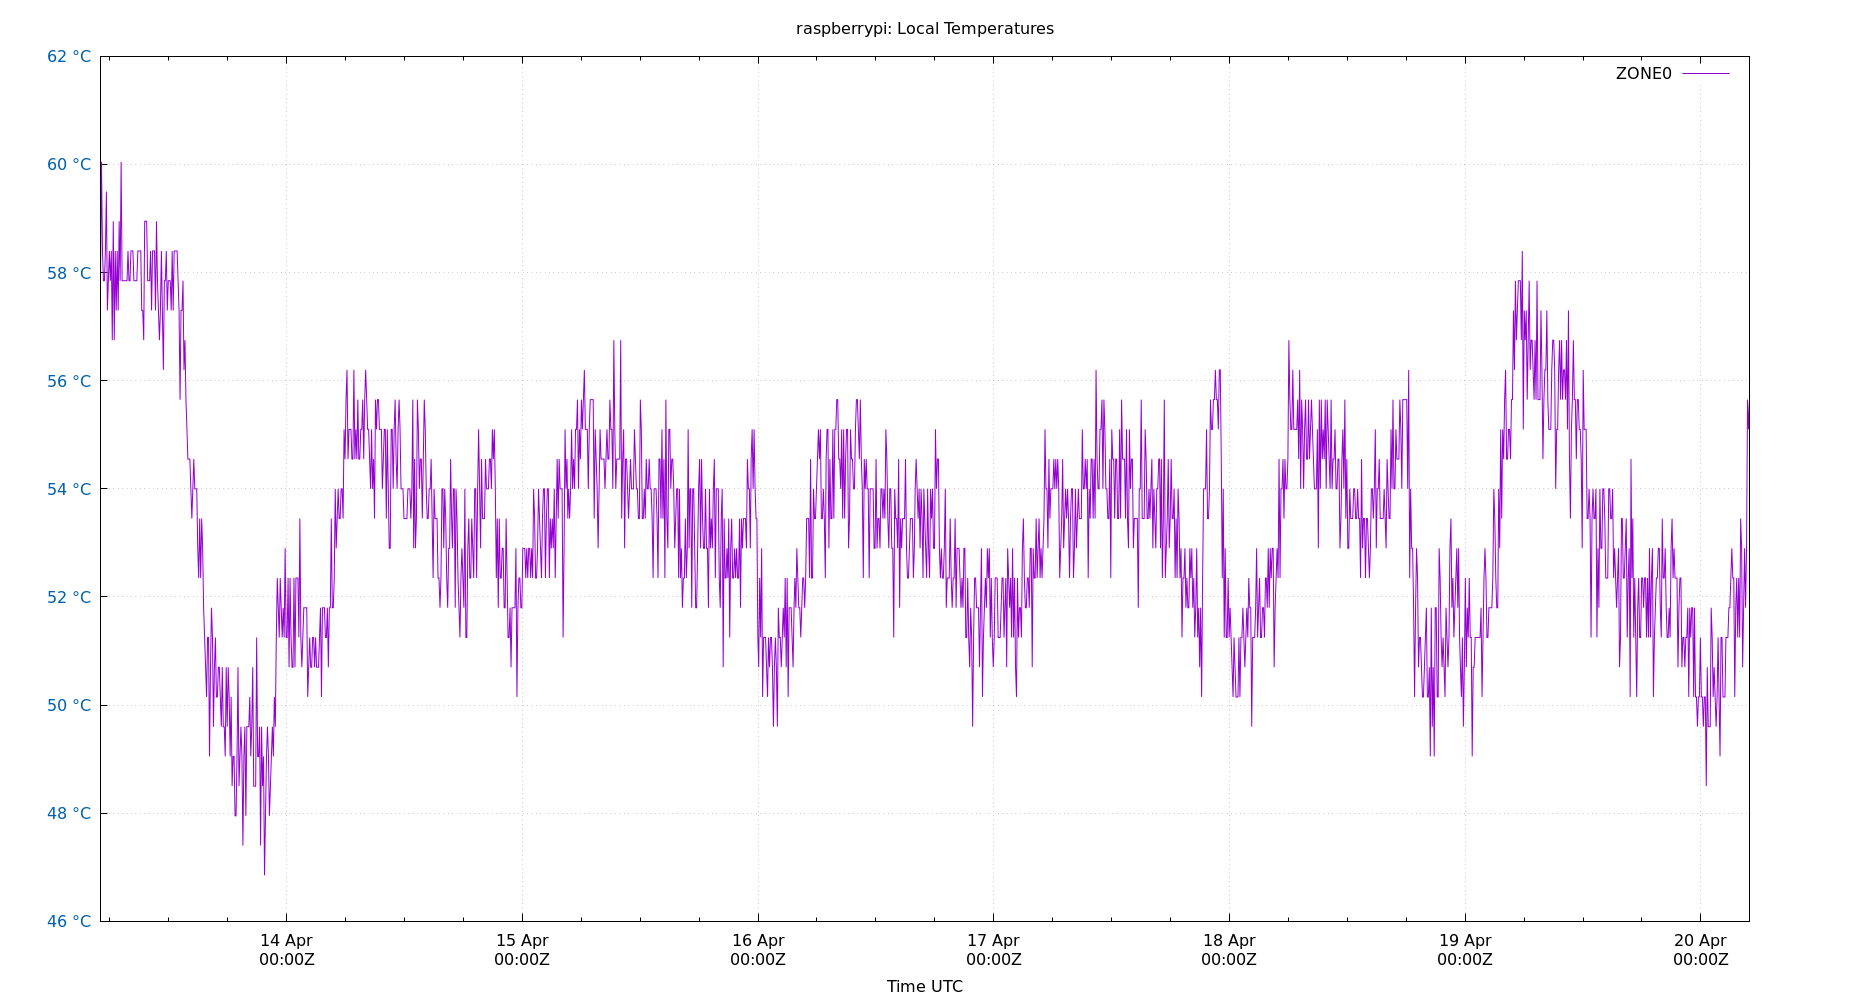 raspberrypi: Local Temperatures
62 °C
ZONE0
60 °C
58 °C
56 °C
54 °C
52 °C
50 °C
48 °C
46 °C
14 Apr 15 Apr 16 Apr 17 Apr 18 Apr 19 Apr 20 Apr
00:00Z 00:00Z 00:00Z 00:00Z 00:00Z 00:00Z 00:00Z
Time UTC